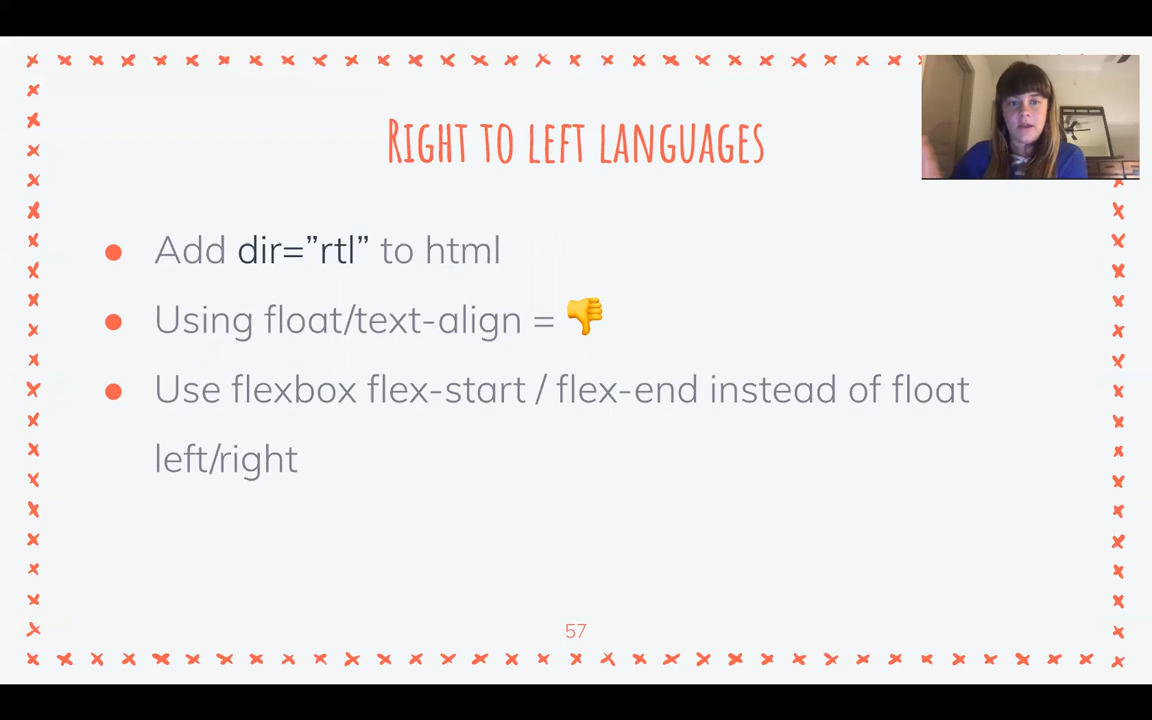 RIGHT TO LEFT LANGUAGES
● Add dir=”rtl” to html
● Using float/text-align = 👎
● Use flexbox flex-start / flex-end instead of float
left/right
57